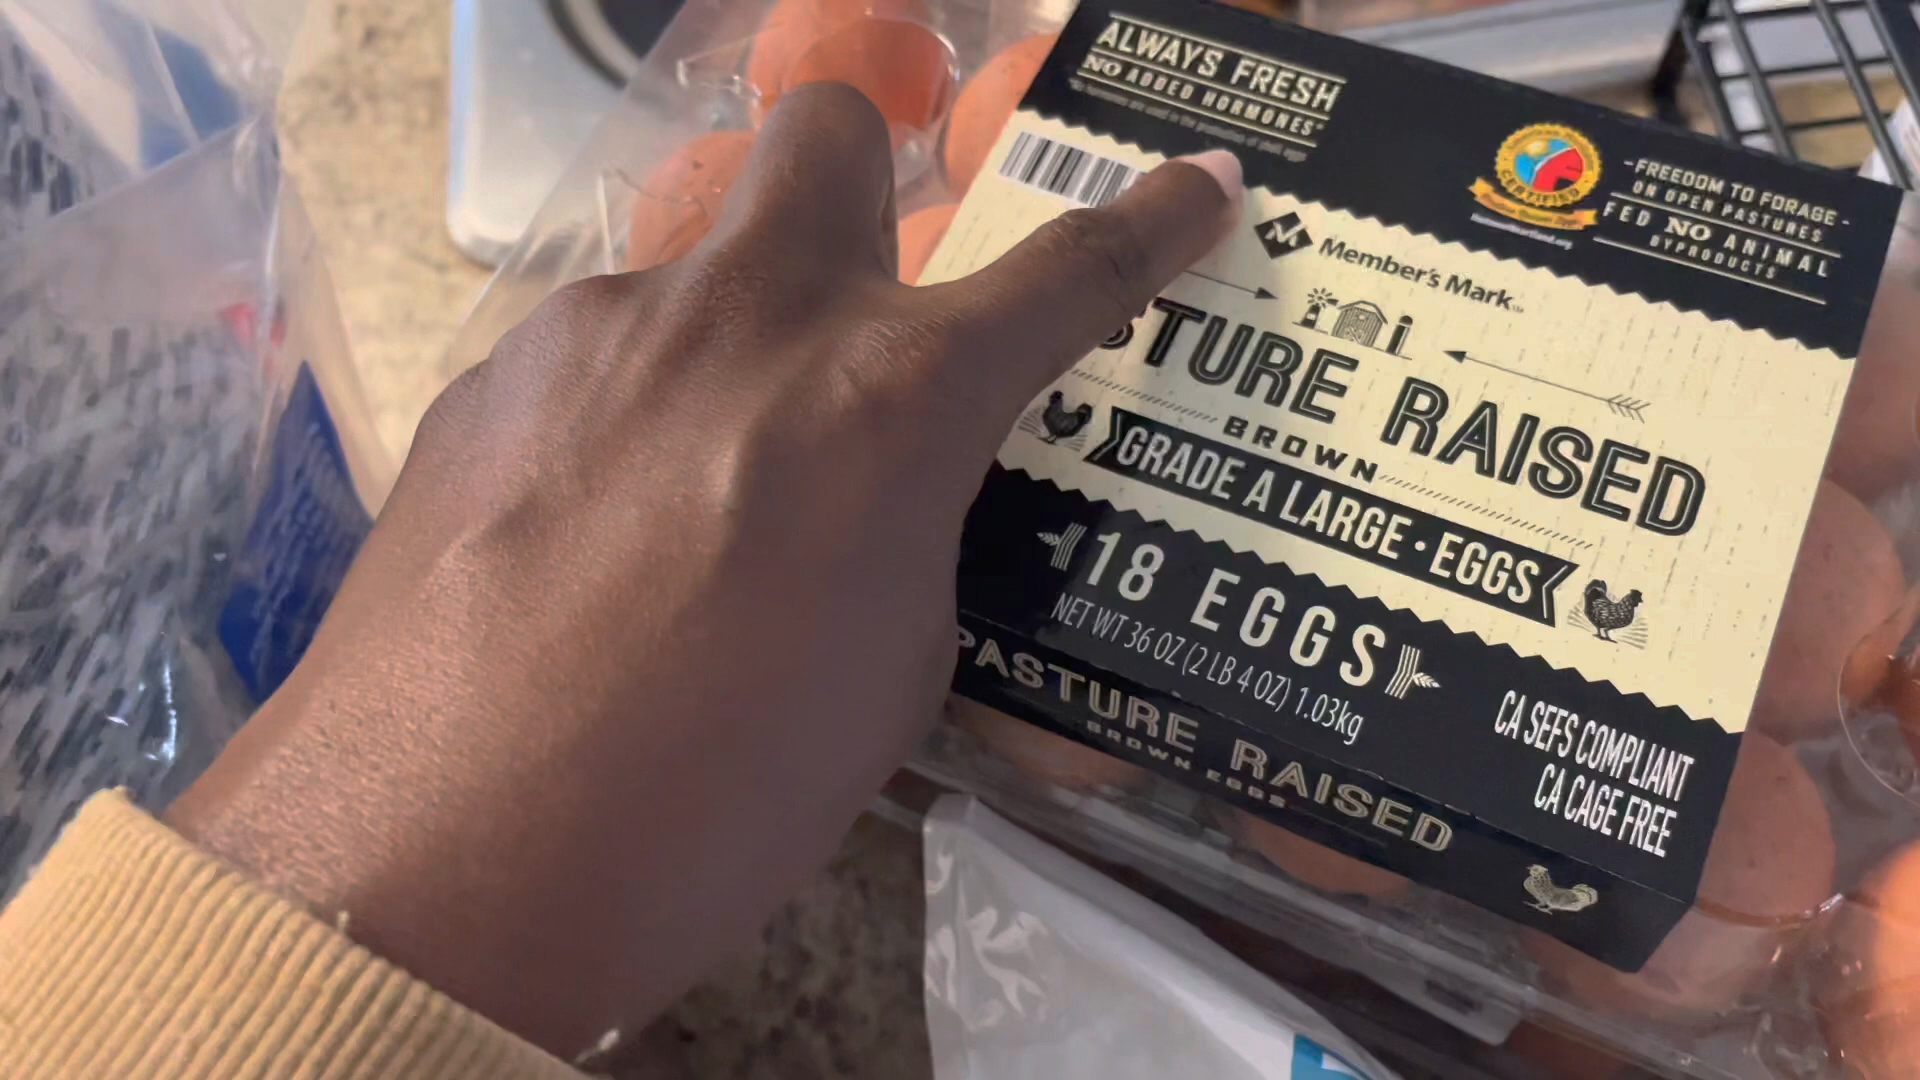 ALWAYS FRESH
NO ADDED HORMONES*
CERTIFIED
-FREEDOM TO FORAGE-
ON OPEN PASTURES
FED NO ANIMAL
BYPRODUCTS
Member's Mark
STURE RAISED
BROWN
GRADE A LARGE • EGGS
18 EGGS
NET WT 36 OZ (2 LB 4 OZ) 1.03kg
CA SEFS COMPLIANT
CA CAGE FREE
PASTURE RAISED
BROWN EGGS